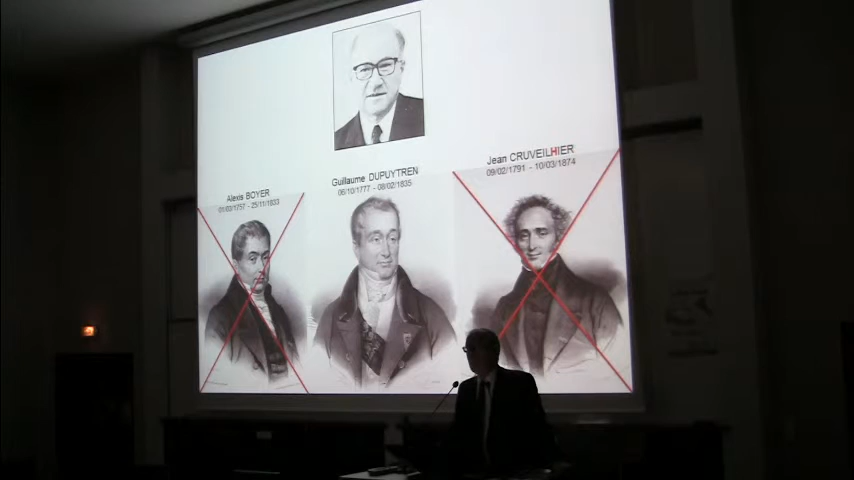 Jean CRUVEILHIER
09/02/1791 - 10/03/1874
Guillaume DUPUYTREN
06/10/1777 - 08/02/1835
Alexis BOYER
01/03/1757 - 25/11/1833